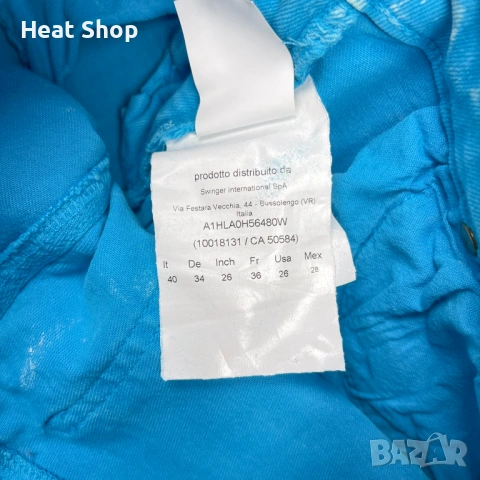 Heat Shop
prodotto distribuito da
Swinger International SpA
Via Festara Vecchia, 44 - Bussolengo (VR)
Italia
A1HLA0H56480W
(10018131 / CA 50584)
It De Inch Fr Usa Mex
40 34 26 36 26 28
BAZAR